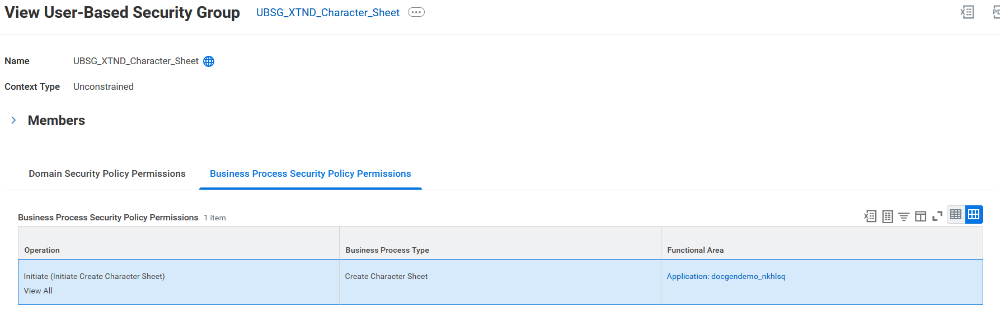 View User-Based Security Group UBSG_XTND_Character_Sheet
Name UBSG_XTND_Character_Sheet
Context Type Unconstrained
Members
Domain Security Policy Permissions Business Process Security Policy Permissions
Business Process Security Policy Permissions 1 item
Operation Business Process Type Functional Area
Initiate (Initiate Create Character Sheet) Create Character Sheet Application: docgendemo_nkhlsq
View All